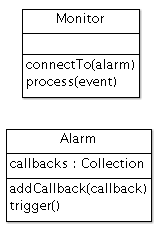 Monitor
connectTo(alarm)
process(event)
Alarm
callbacks : Collection
addCallback(callback)
trigger()